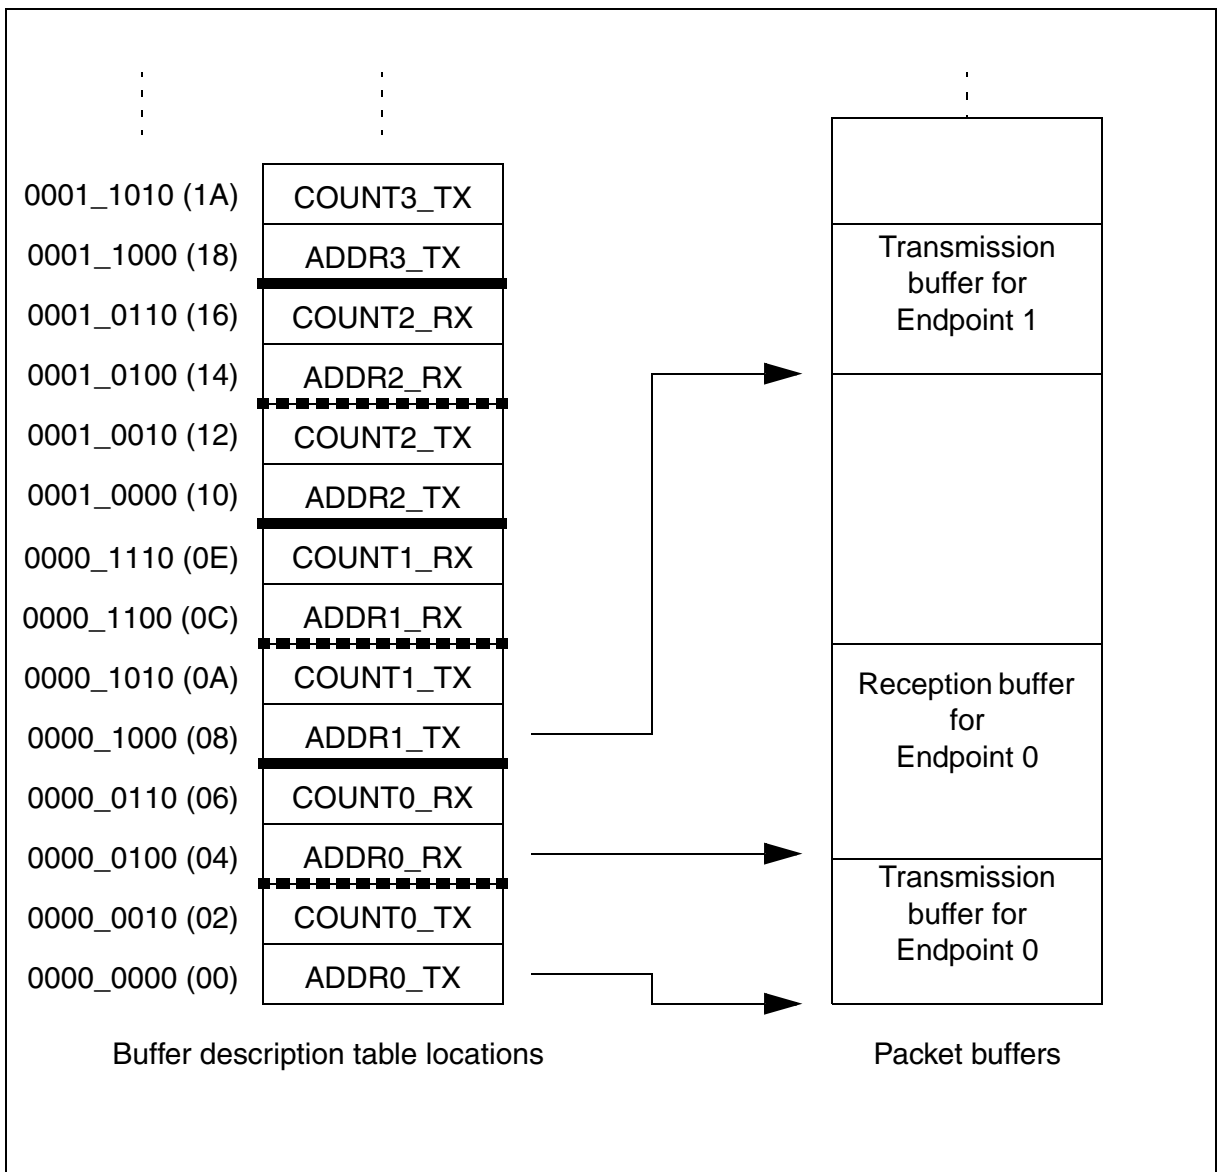 0001_1010 (1A) COUNT3_TX
0001_1000 (18) ADDR3_TX
0001_0110 (16) COUNT2_RX
0001_0100 (14) ADDR2_RX
0001_0010 (12) COUNT2_TX
0001_0000 (10) ADDR2_TX
0000_1110 (0E) COUNT1_RX
0000_1100 (0C) ADDR1_RX
0000_1010 (0A) COUNT1_TX
0000_1000 (08) ADDR1_TX
0000_0110 (06) COUNT0_RX
0000_0100 (04) ADDR0_RX
0000_0010 (02) COUNT0_TX
0000_0000 (00) ADDR0_TX
Buffer description table locations
Transmission
buffer for
Endpoint 1
Reception buffer
for
Endpoint 0
Transmission
buffer for
Endpoint 0
Packet buffers